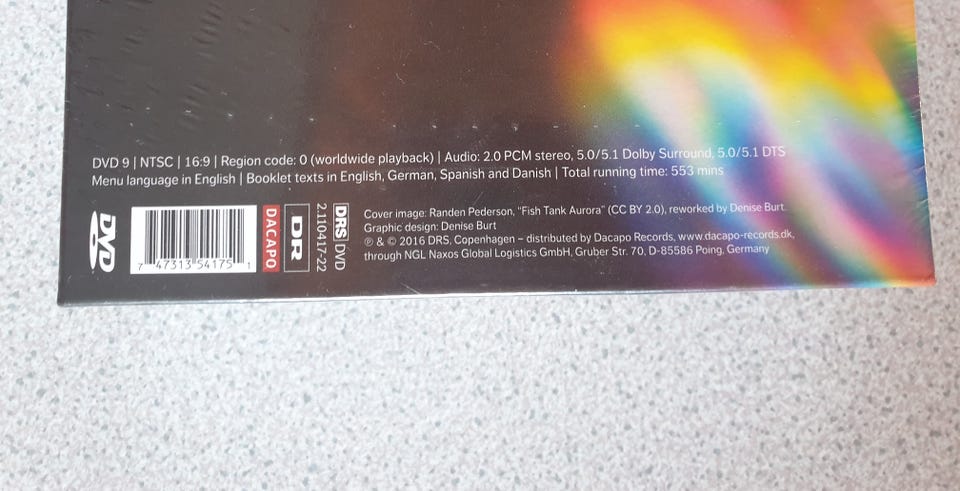 DVD 9 | NTSC | 16:9 | Region code: 0 (worldwide playback) | Audio: 2.0 PCM stereo, 5.0/5.1 Dolby Surround, 5.0/5.1 DTS
Menu language in English | Booklet texts in English, German, Spanish and Danish | Total running time: 553 mins
DVD
7 47313 54175 1
DACAPO
DR
2.110417-22
DRS DVD
Cover image: Randen Pederson, "Fish Tank Aurora" (CC BY 2.0), reworked by Denise Burt
Graphic design: Denise Burt
℗ & © 2016 DRS, Copenhagen – distributed by Dacapo Records, www.dacapo-records.dk,
through NGL Naxos Global Logistics GmbH, Gruber Str. 70, D-85586 Poing, Germany